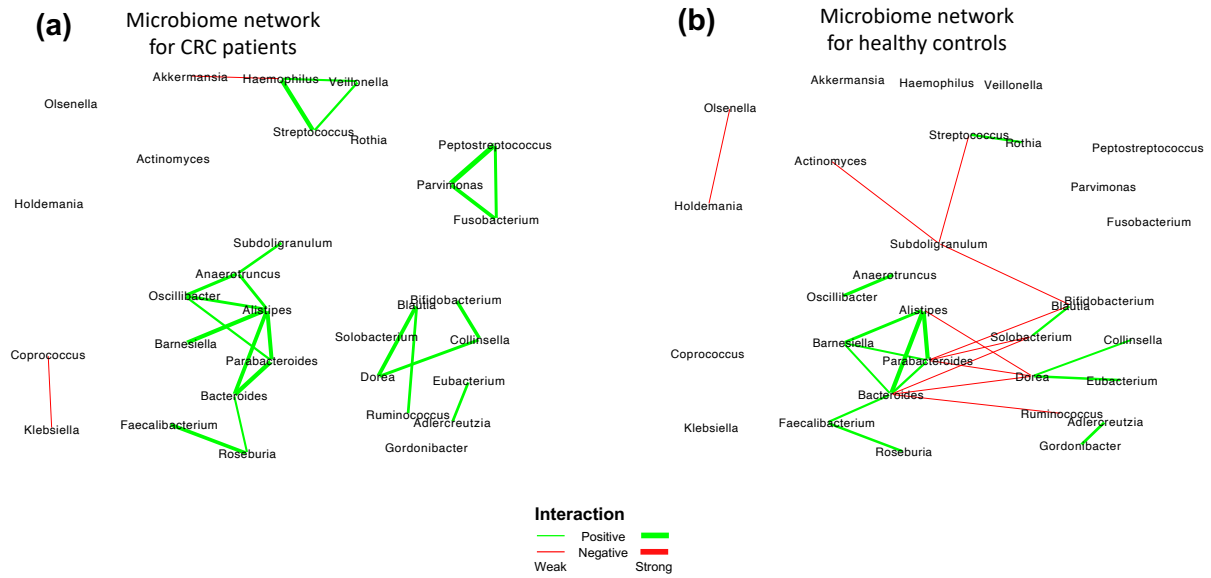 (a)
Microbiome network
for CRC patients
Akkermansia
Haemophilus
Veillonella
Olsenella
Streptococcus
Rothia
Actinomyces
Peptostreptococcus
Parvimonas
Holdemania
Fusobacterium
Subdoligranulum
Anaerotruncus
Oscillibacter
Bifidobacterium
Blautia
Alistipes
Solobacterium
Collinsella
Barnesiella
Coprococcus
Parabacteroides
Dorea
Eubacterium
Bacteroides
Ruminococcus
Faecalibacterium
Adlercreutzia
Klebsiella
Gordonibacter
Roseburia
(b)
Microbiome network
for healthy controls
Akkermansia
Haemophilus
Veillonella
Olsenella
Streptococcus
Rothia
Peptostreptococcus
Actinomyces
Parvimonas
Holdemania
Fusobacterium
Subdoligranulum
Anaerotruncus
Oscillibacter
Bifidobacterium
Blautia
Alistipes
Solobacterium
Collinsella
Barnesiella
Coprococcus
Parabacteroides
Dorea
Eubacterium
Bacteroides
Ruminococcus
Faecalibacterium
Adlercreutzia
Klebsiella
Gordonibacter
Roseburia
Interaction
Positive
Negative
Weak
Strong